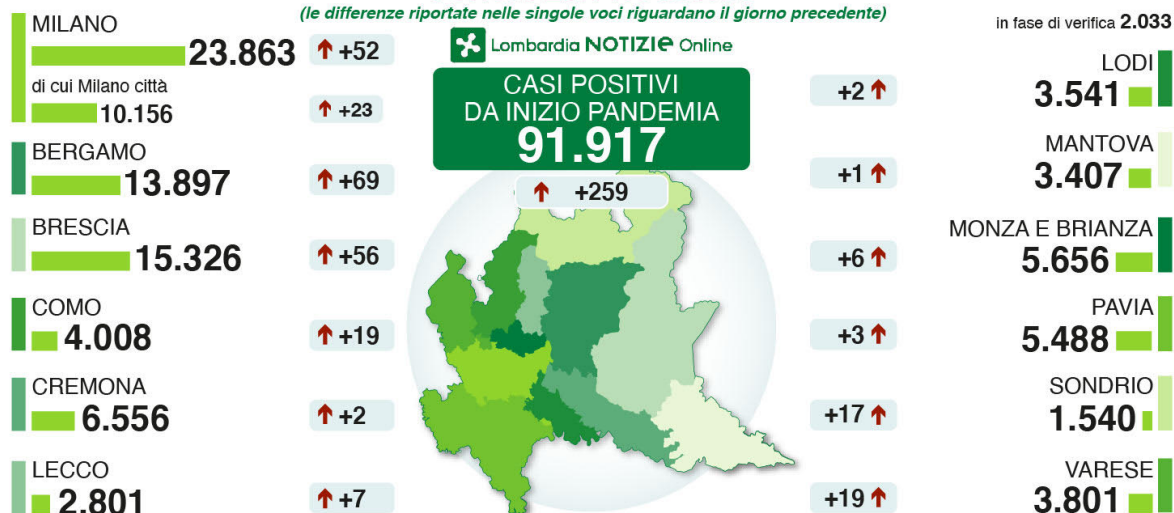 (le differenze riportate nelle singole voci riguardano il giorno precedente)
in fase di verifica 2.033
Lombardia NOTIZIE Online
CASI POSITIVI
DA INIZIO PANDEMIA
91.917
+259
MILANO
23.863 +52
di cui Milano città
10.156 +23
BERGAMO
13.897 +69
BRESCIA
15.326 +56
COMO
4.008 +19
CREMONA
6.556 +2
LECCO
2.801 +7
LODI
+2 3.541
MANTOVA
+1 3.407
MONZA E BRIANZA
+6 5.656
PAVIA
+3 5.488
SONDRIO
+17 1.540
VARESE
+19 3.801